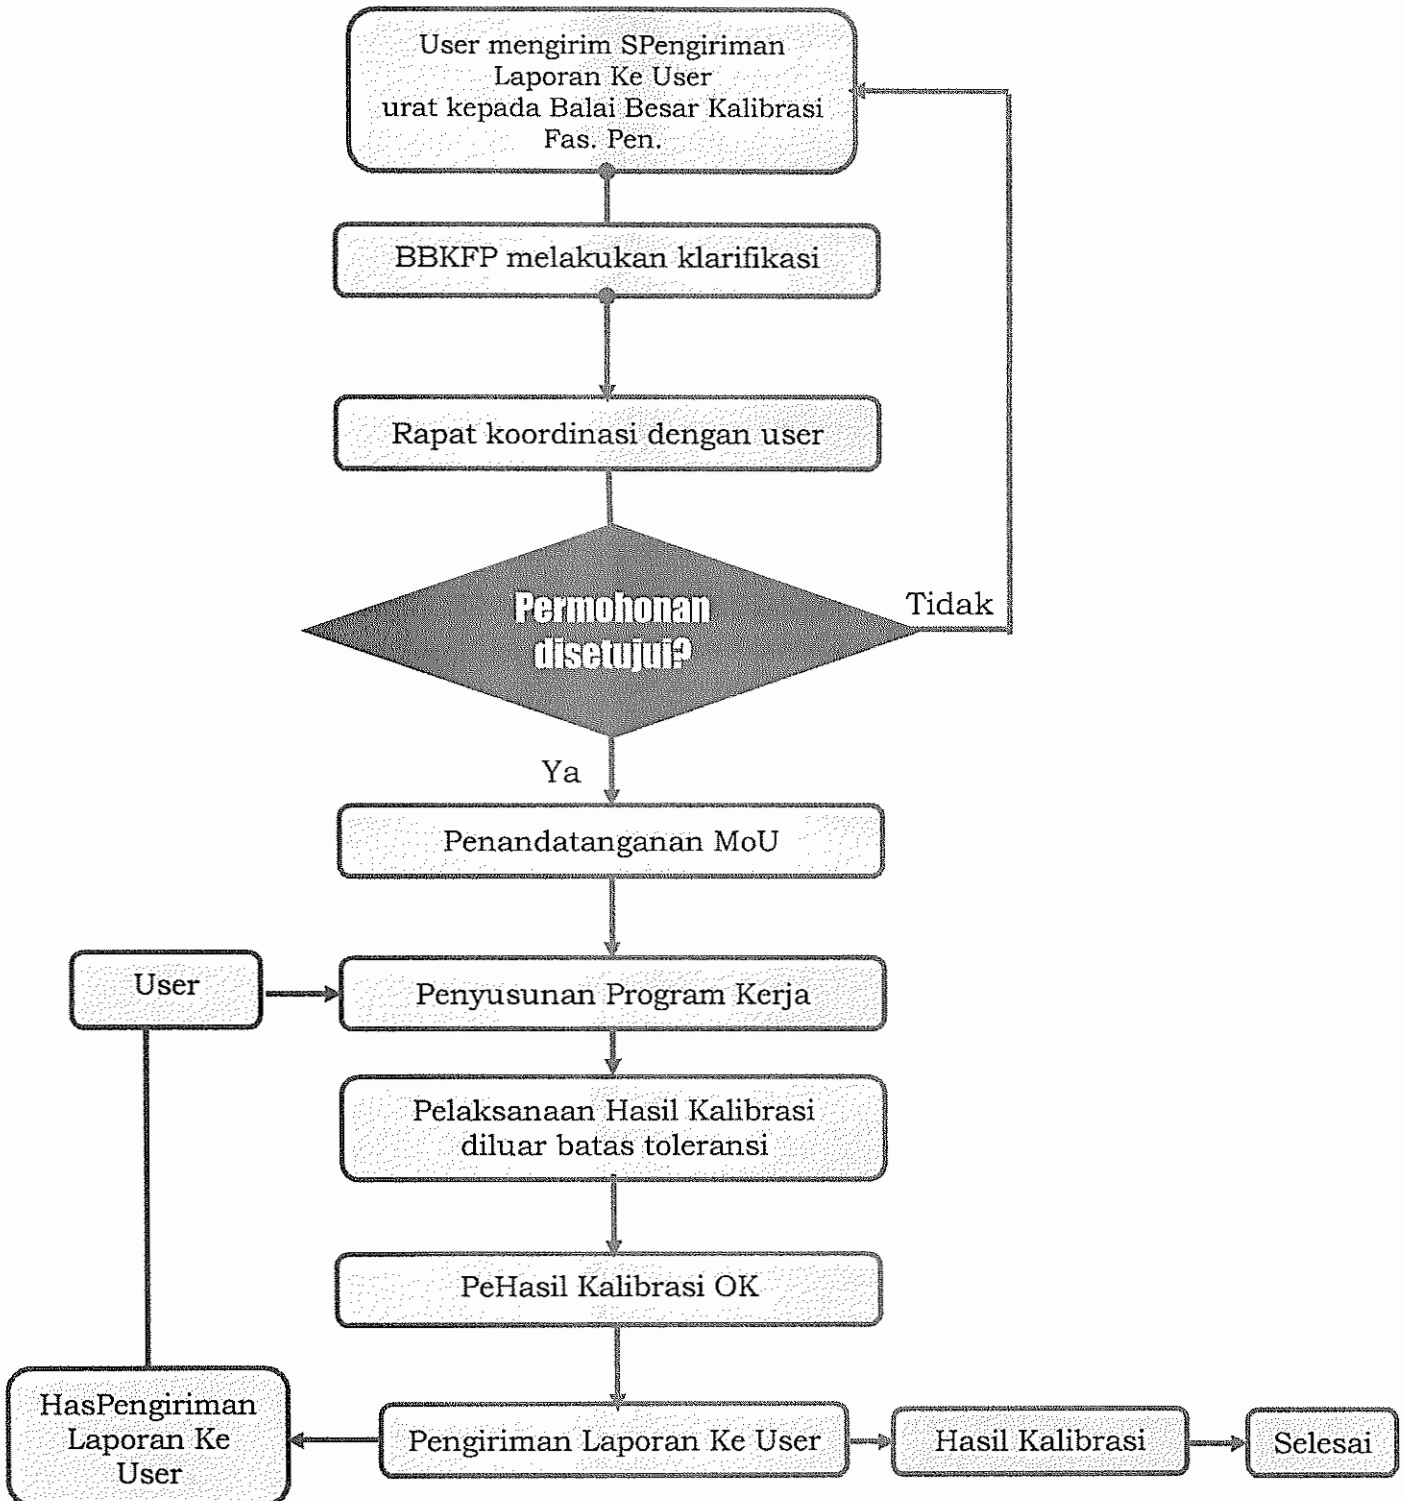 User mengirim SPengiriman
Laporan Ke User
urat kepada Balai Besar Kalibrasi
Fas. Pen.
BBKFP melakukan klarifikasi
Rapat koordinasi dengan user
Permohonan
disetujui?
Tidak
Ya
Penandatanganan MoU
User
Penyusunan Program Kerja
Pelaksanaan Hasil Kalibrasi
diluar batas toleransi
PeHasil Kalibrasi OK
HasPengiriman
Laporan Ke
User
Pengiriman Laporan Ke User
Hasil Kalibrasi
Selesai